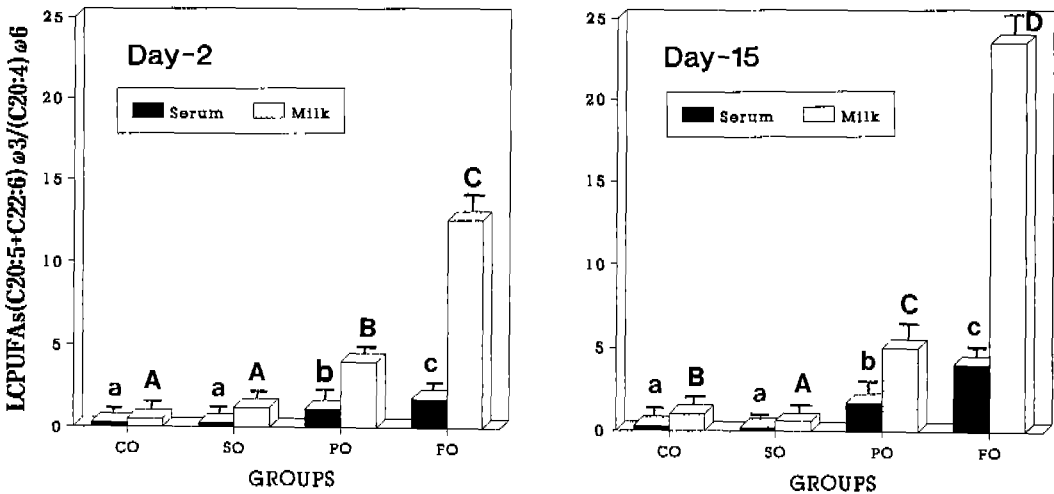 LCPUFAs(C20:5+C22:6) ω3/(C20:4) ω6
25
20
15
10
5
0
Day-2
Serum Milk
a A a A b B c C
CO SO PO FO
GROUPS
25
20
15
10
5
0
Day-15
Serum Milk
a B a A b C c D
CO SO PO FO
GROUPS